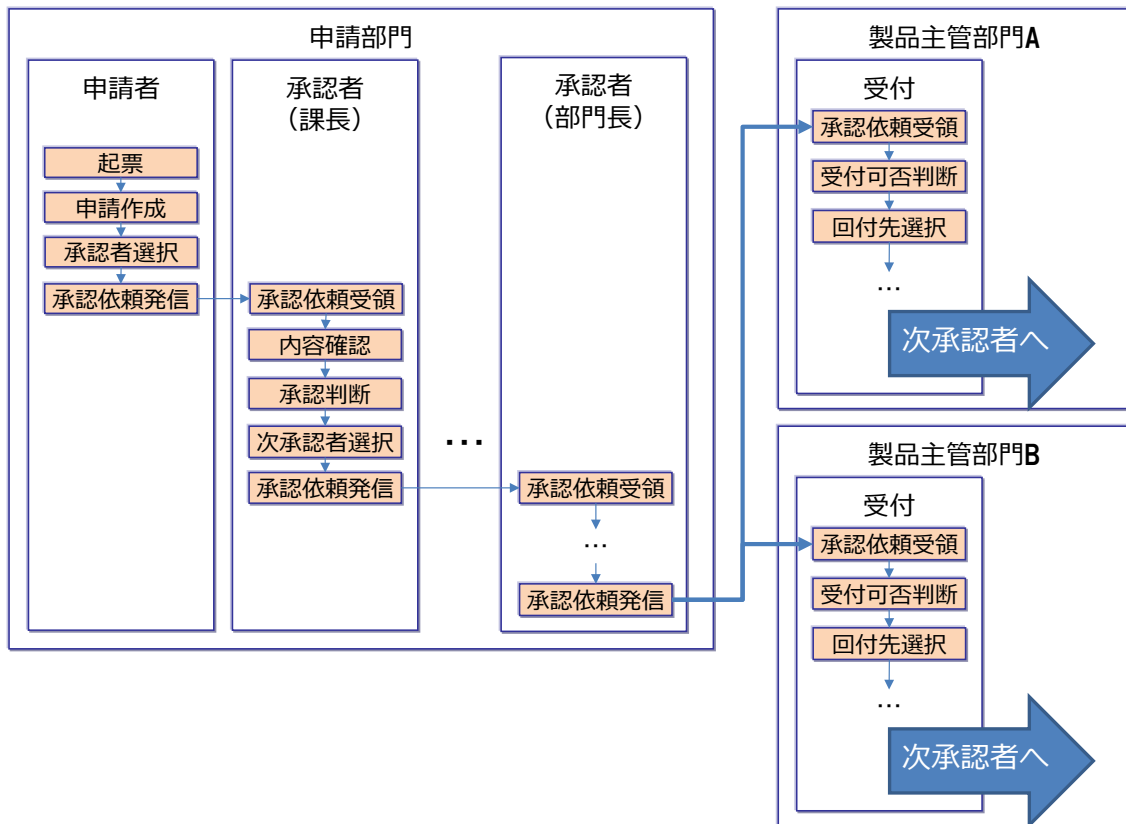 申請部門
申請者
起票
申請作成
承認者選択
承認依頼発信
承認者
（課長）
承認依頼受領
内容確認
承認判断
次承認者選択
承認依頼発信
…
承認者
（部門長）
承認依頼受領
…
承認依頼発信
製品主管部門A
受付
承認依頼受領
受付可否判断
回付先選択
…
次承認者へ
製品主管部門B
受付
承認依頼受領
受付可否判断
回付先選択
…
次承認者へ